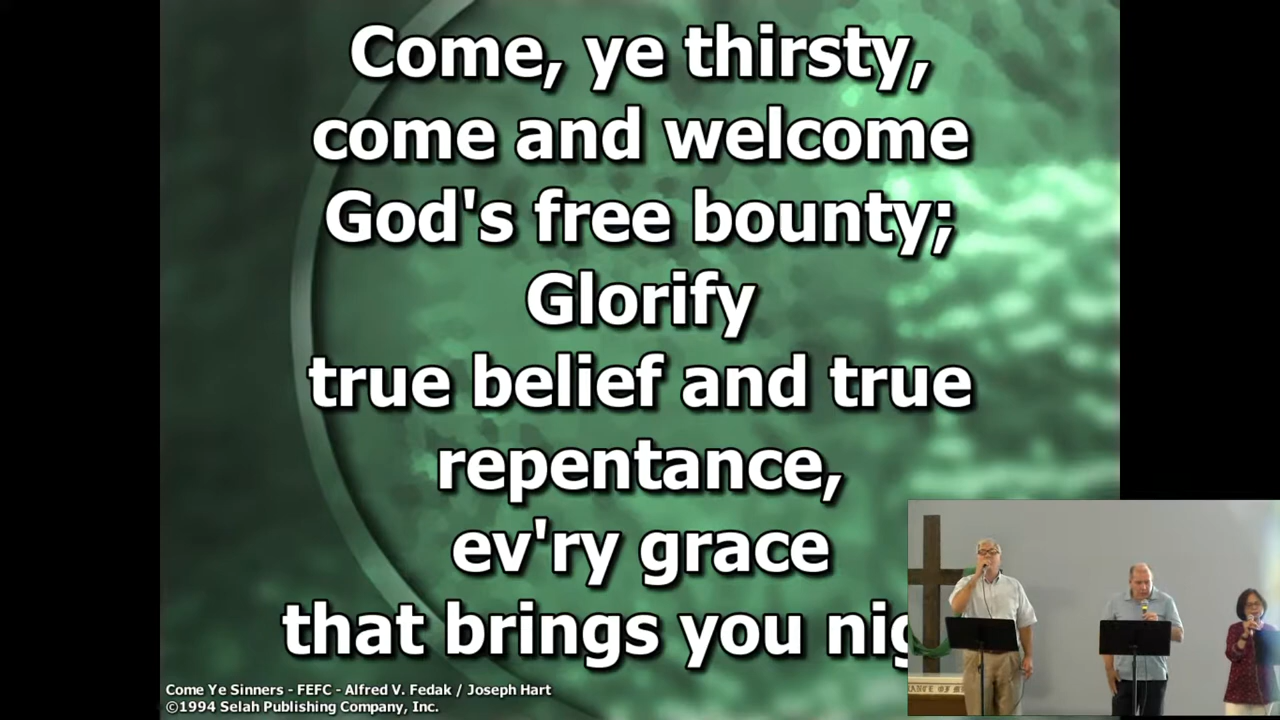 Come, ye thirsty,
come and welcome
God's free bounty;
Glorify
true belief and true
repentance,
ev'ry grace
that brings you
Come Ye Sinners - FEFC - Alfred V. Fedak / Joseph Hart
©1994 Selah Publishing Company, Inc.